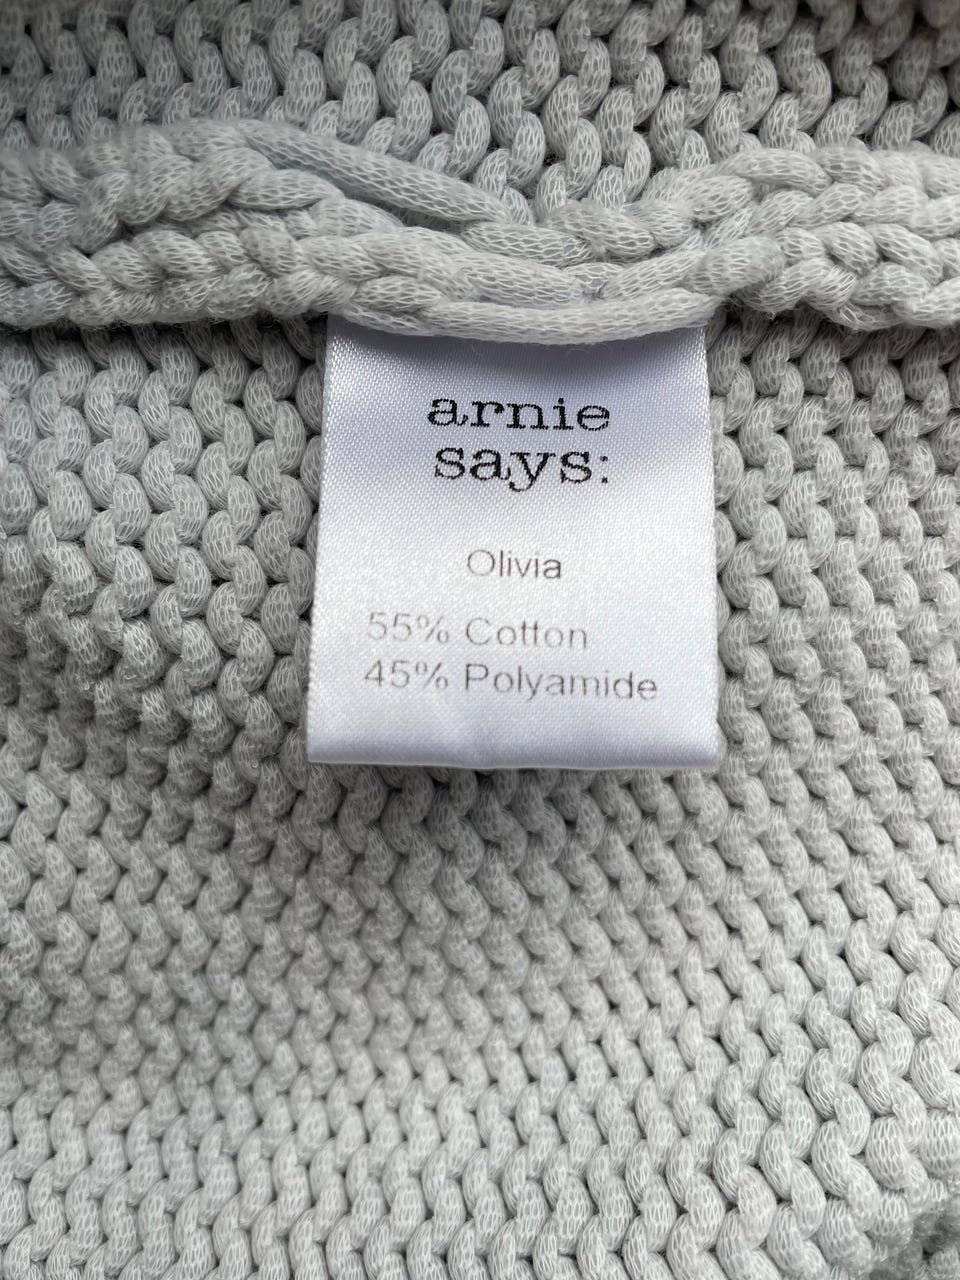 arnie
says:
Olivia
55% Cotton
45% Polyamide